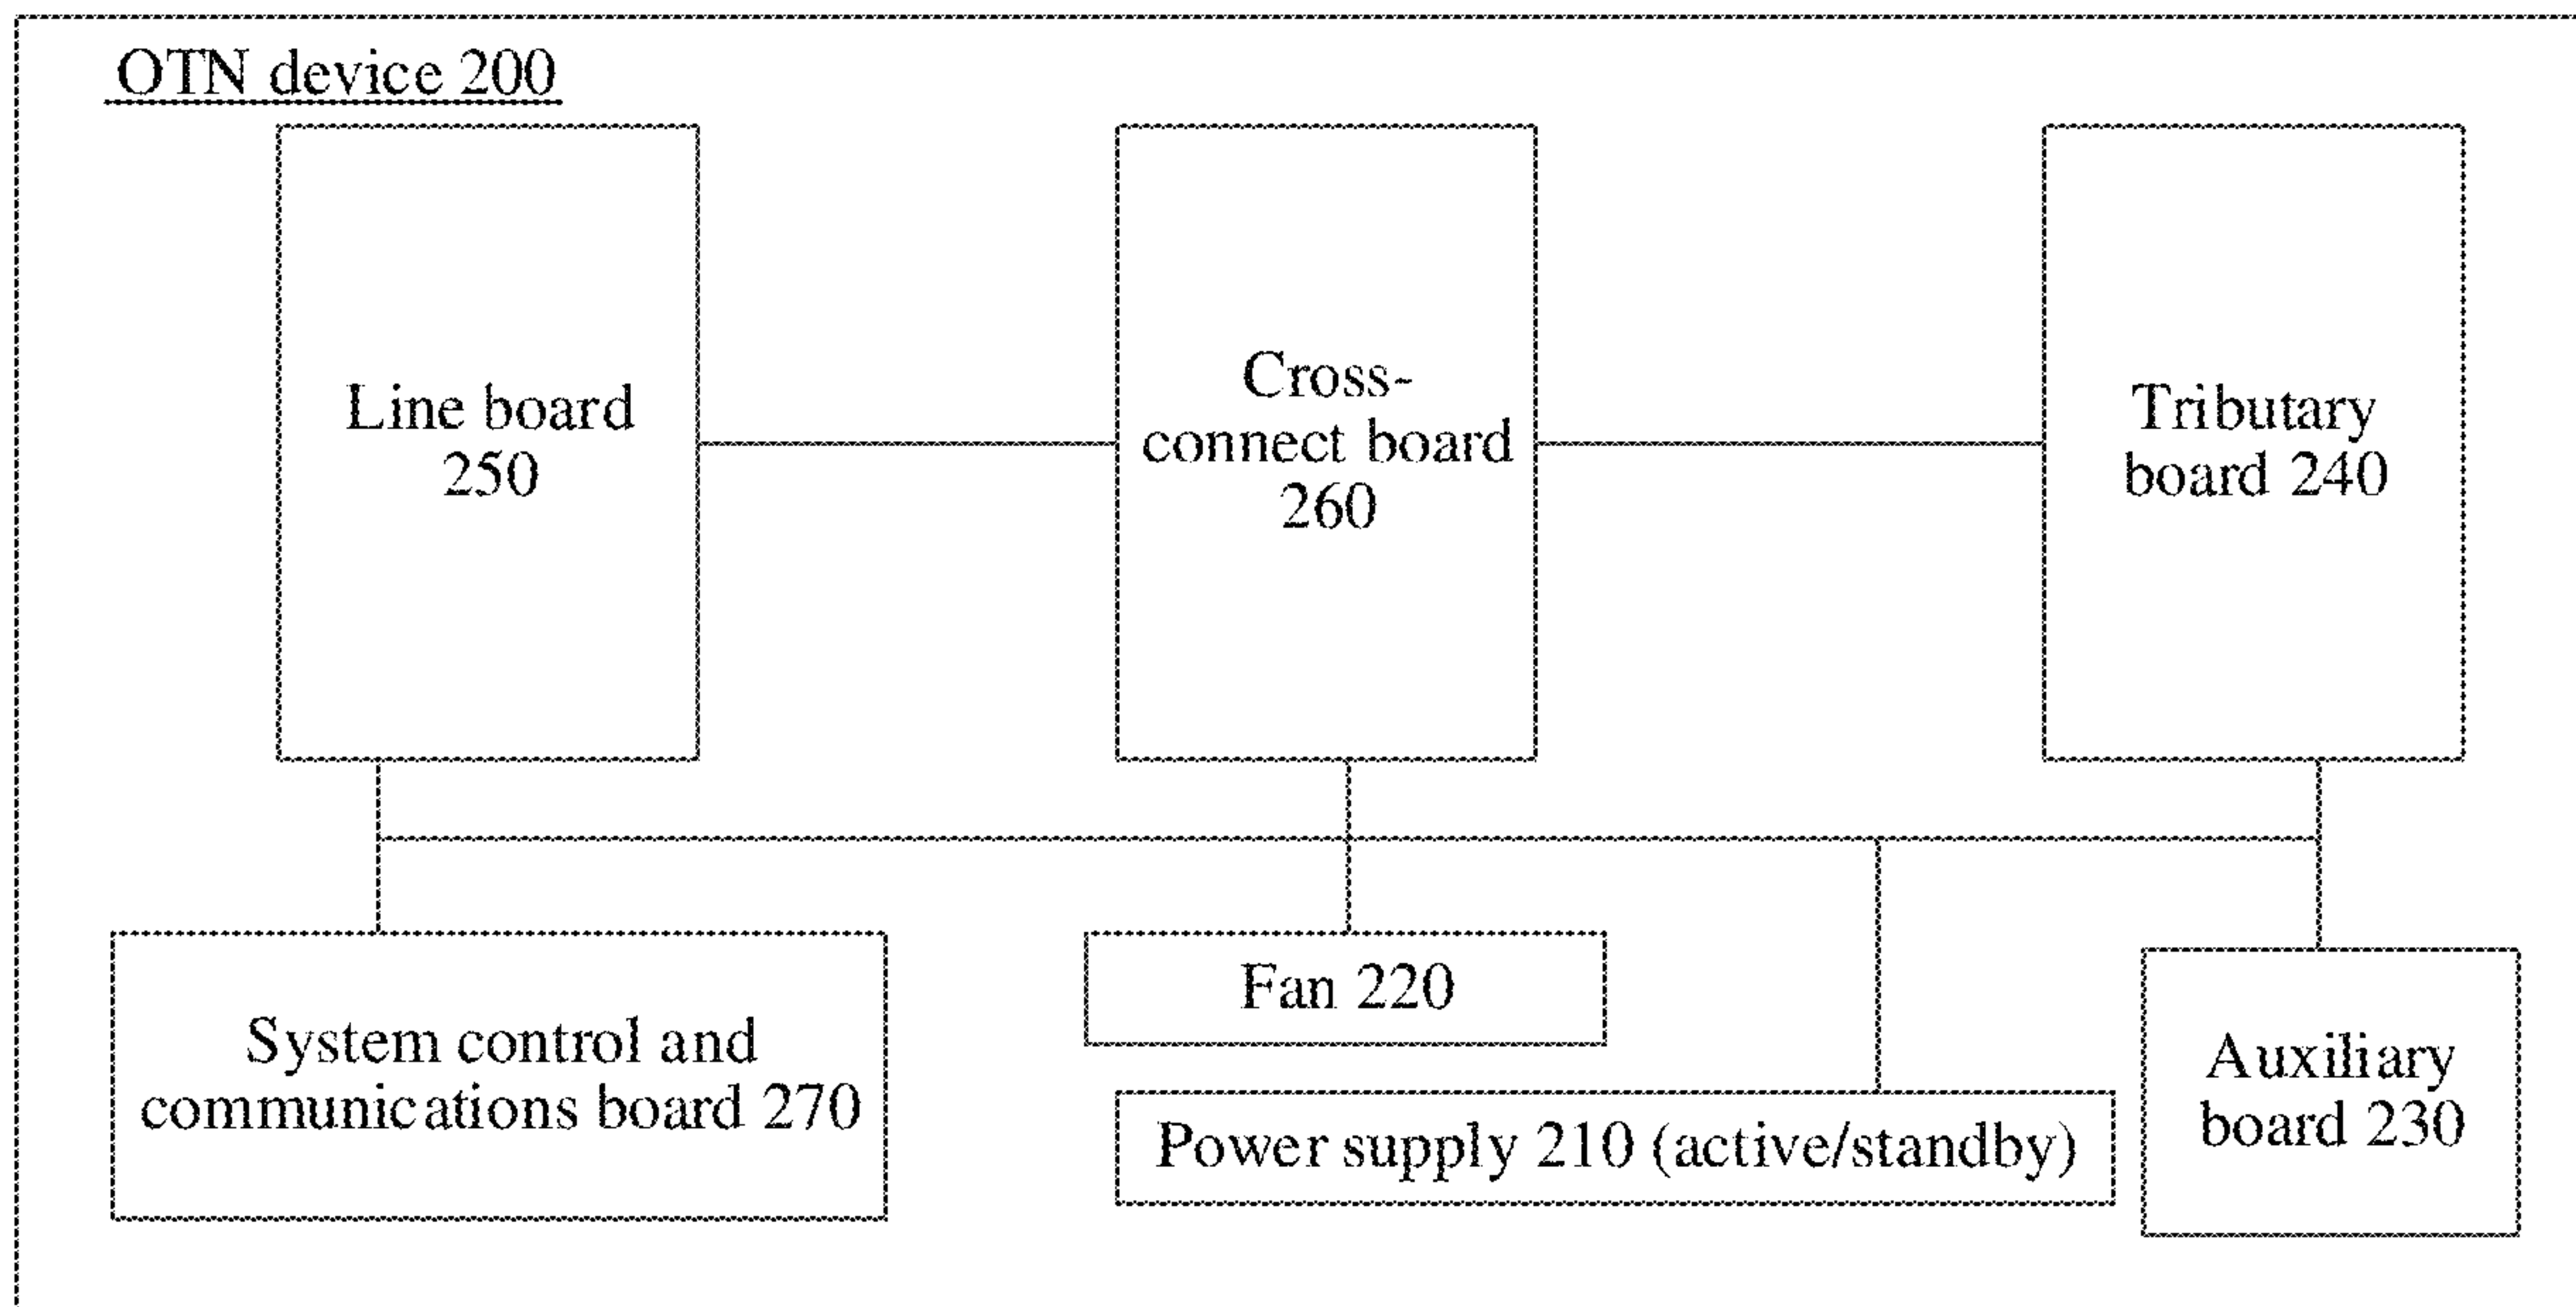 OTN device 200
Line board
250
Cross-
connect board
260
Tributary
board 240
System control and
communications board 270
Fan 220
Power supply 210 (active/standby)
Auxiliary
board 230